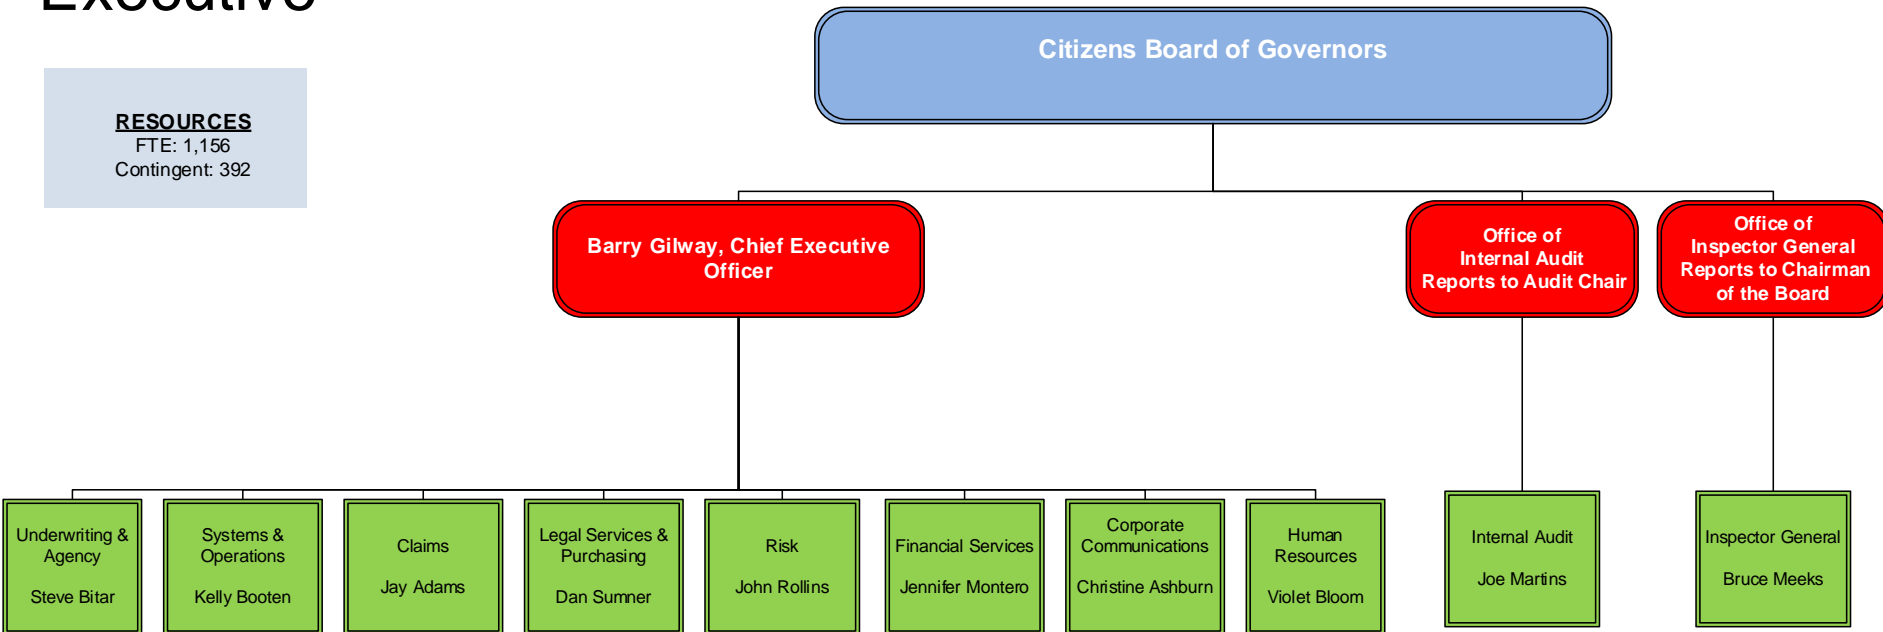 Executive
Citizens Board of Governors
RESOURCES
FTE: 1,156
Contingent: 392
Barry Gilway, Chief Executive
Officer
Office of
Internal Audit
Reports to Audit Chair
Office of
Inspector General
Reports to Chairman
of the Board
Underwriting &
Agency
Steve Bitar
Systems &
Operations
Kelly Booten
Claims
Jay Adams
Legal Services &
Purchasing
Dan Sumner
Risk
John Rollins
Financial Services
Jennifer Montero
Corporate
Communications
Christine Ashburn
Human
Resources
Violet Bloom
Internal Audit
Joe Martins
Inspector General
Bruce Meeks